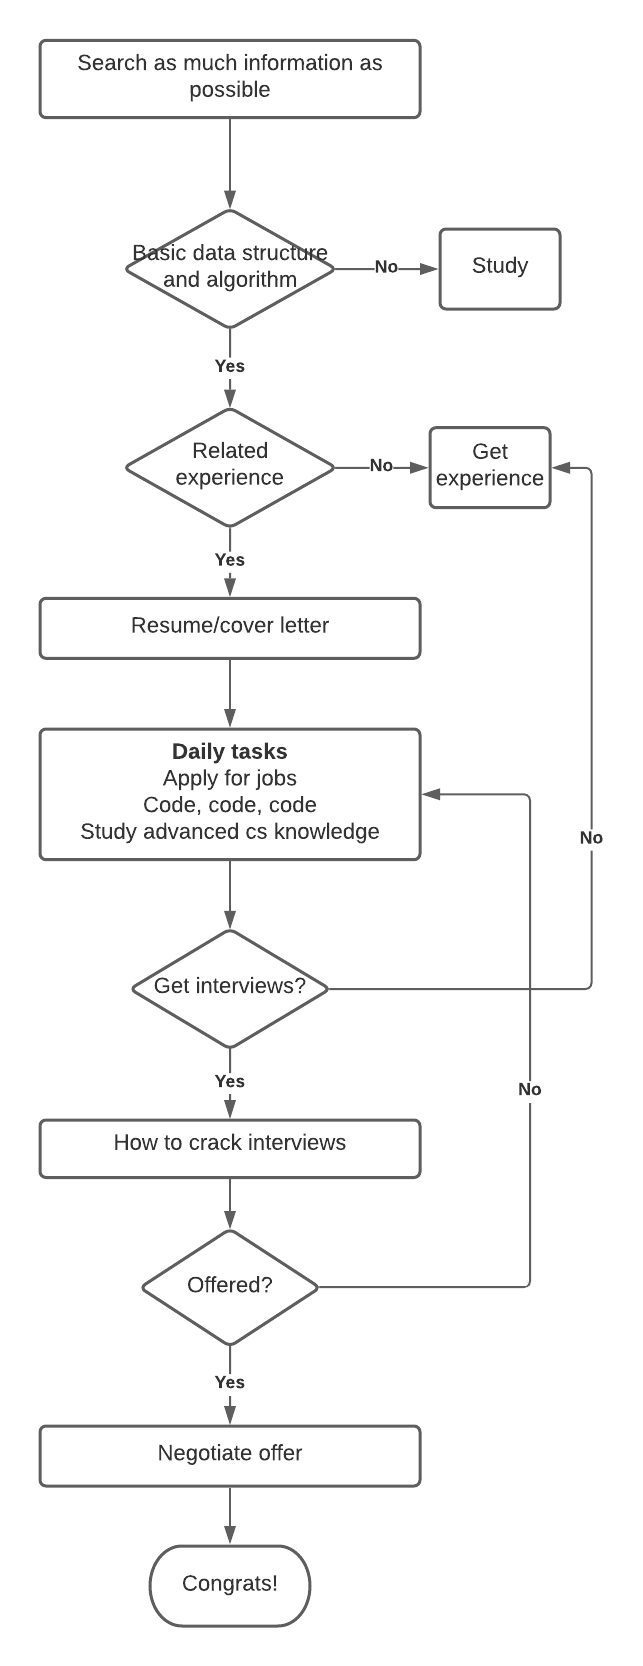 Search as much information as
possible
Basic data structure
and algorithm
No
Study
Yes
Related
experience
No
Get
experience
Yes
Resume/cover letter
Daily tasks
Apply for jobs
Code, code, code
Study advanced cs knowledge
No
Get interviews?
Yes
No
How to crack interviews
Offered?
Yes
Negotiate offer
Congrats!